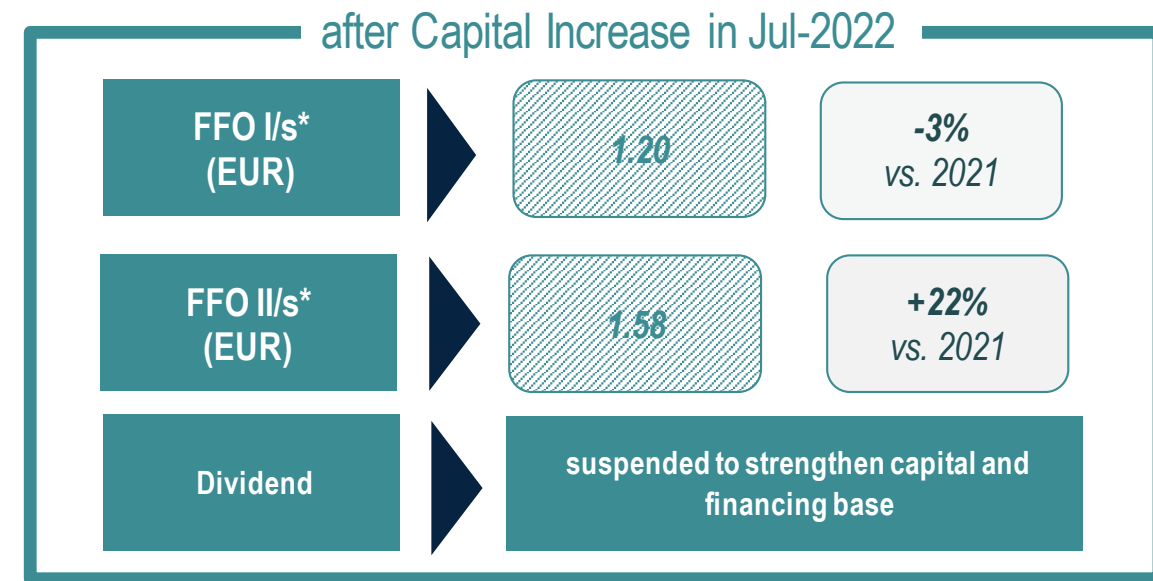 after Capital Increase in Jul-2022
FFO I/s*
(EUR)
1.20
-3%
vs. 2021
FFO II/s*
(EUR)
1.58
+22%
vs. 2021
Dividend
suspended to strengthen capital and
financing base